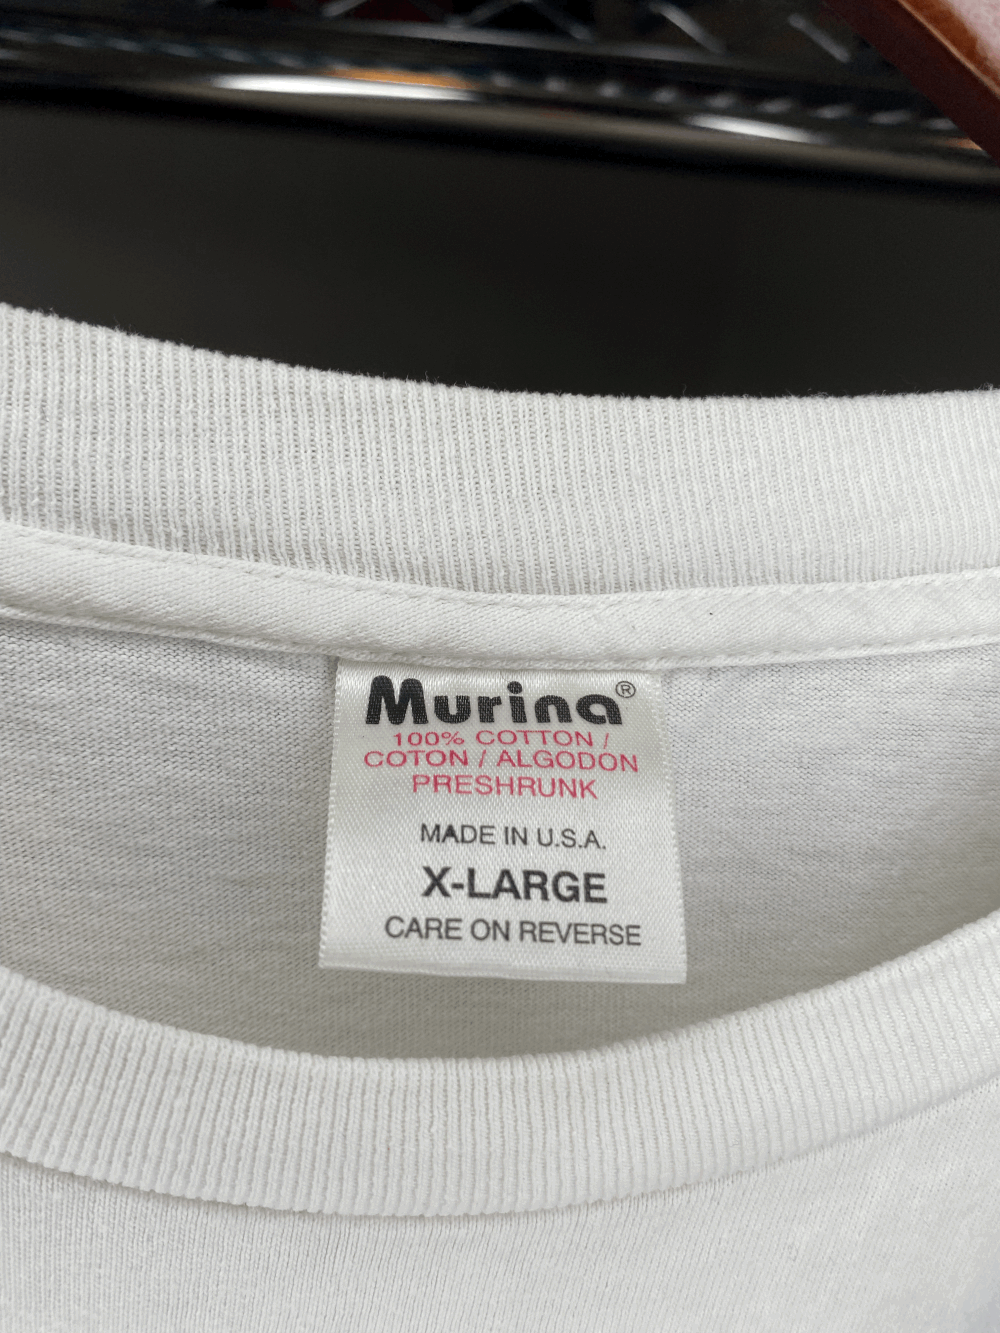 Murina®
100% COTTON /
COTON / ALGODON
PRESHRUNK
MADE IN U.S.A.
X-LARGE
CARE ON REVERSE